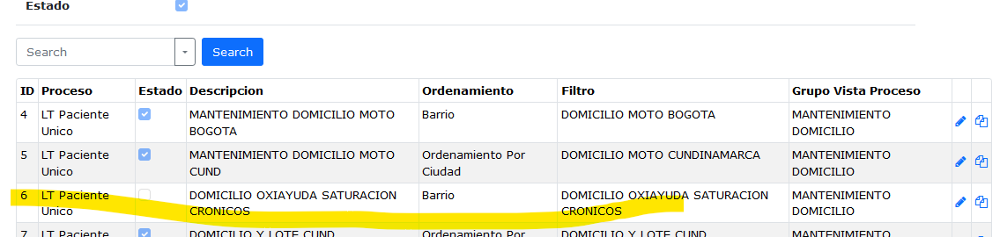 Estado
Search Search
ID Proceso Estado Descripcion Ordenamiento Filtro Grupo Vista Proceso
4 LT Paciente MANTENIMIENTO DOMICILIO MOTO Barrio DOMICILIO MOTO BOGOTA MANTENIMIENTO
Unico BOGOTA DOMICILIO
5 LT Paciente MANTENIMIENTO DOMICILIO MOTO Ordenamiento Por DOMICILIO MOTO CUNDINAMARCA MANTENIMIENTO
Unico CUND Ciudad DOMICILIO
6 LT Paciente DOMICILIO OXIAYUDA SATURACION Barrio DOMICILIO OXIAYUDA SATURACION MANTENIMIENTO
Unico CRONICOS CRONICOS DOMICILIO
7 LT Paciente DOMICILIO Y LOTE CUND Ordenamiento Por DOMICILIO Y LOTE CUND MANTENIMIENTO